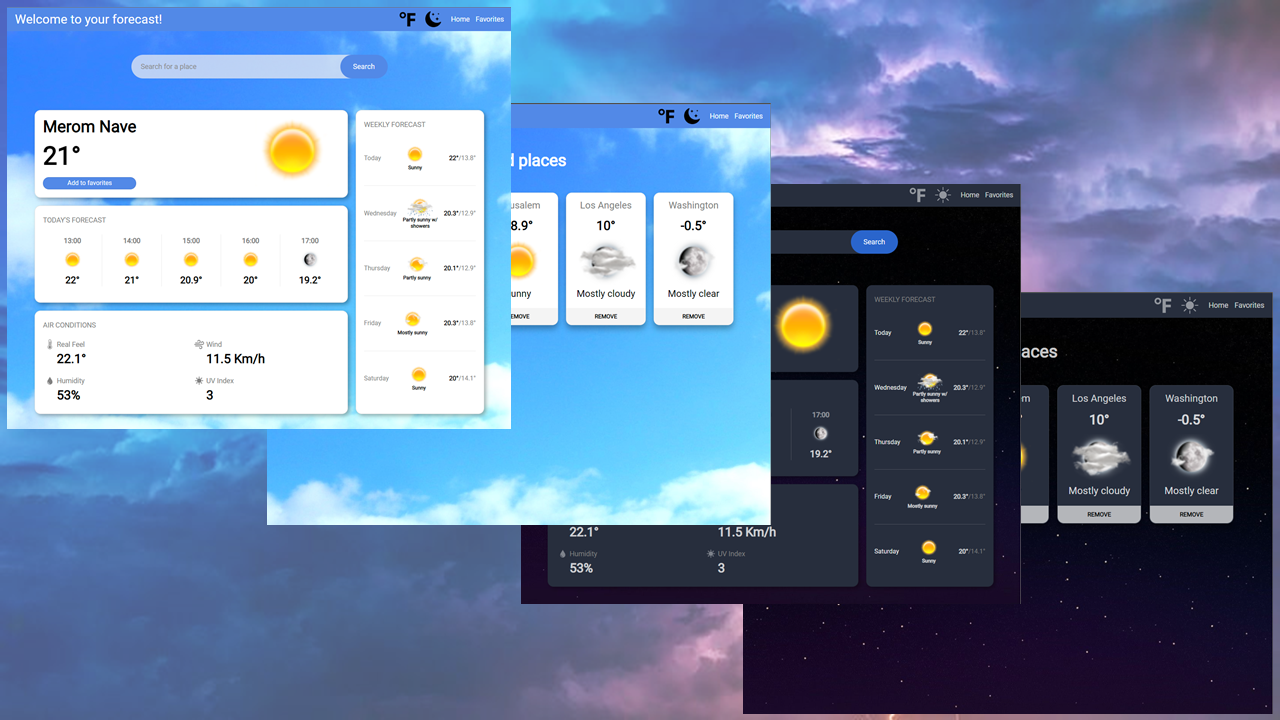 Welcome to your forecast!
°F
Home Favorites
Search for a place
Search
Merom Nave
21°
Add to favorites
TODAY'S FORECAST
13:00 14:00 15:00 16:00 17:00
22° 21° 20.9° 20° 19.2°
AIR CONDITIONS
Real Feel Wind
22.1° 11.5 Km/h
Humidity UV Index
53% 3
WEEKLY FORECAST
Today Sunny 22°/13.8°
Wednesday Partly sunny w/ showers 20.3°/12.9°
Thursday Partly sunny 20.1°/12.9°
Friday Mostly sunny 20.3°/13.8°
Saturday Sunny 20°/14.1°
°F
Home Favorites
places
Los Angeles Washington
8.9° 10° -0.5°
Mostly cloudy Mostly clear
REMOVE REMOVE
°F
Home Favorites
Search
17:00
19.2°
22.1° 11.5 Km/h
Humidity UV Index
53% 3
WEEKLY FORECAST
Today Sunny 22°/13.8°
Wednesday Partly sunny w/ showers 20.3°/12.9°
Thursday Partly sunny 20.1°/12.9°
Friday Mostly sunny 20.3°/13.8°
Saturday Sunny 20°/14.1°
°F
Home Favorites
aces
Los Angeles Washington
10° -0.5°
Mostly cloudy Mostly clear
REMOVE REMOVE